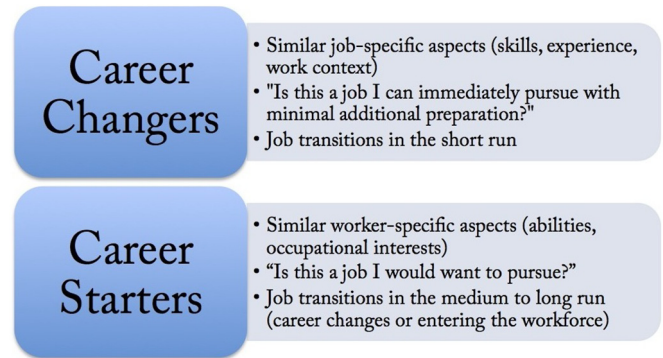 Career
Changers
• Similar job-specific aspects (skills, experience,
work context)
• "Is this a job I can immediately pursue with
minimal additional preparation?"
• Job transitions in the short run
Career
Starters
• Similar worker-specific aspects (abilities,
occupational interests)
• “Is this a job I would want to pursue?”
• Job transitions in the medium to long run
(career changes or entering the workforce)